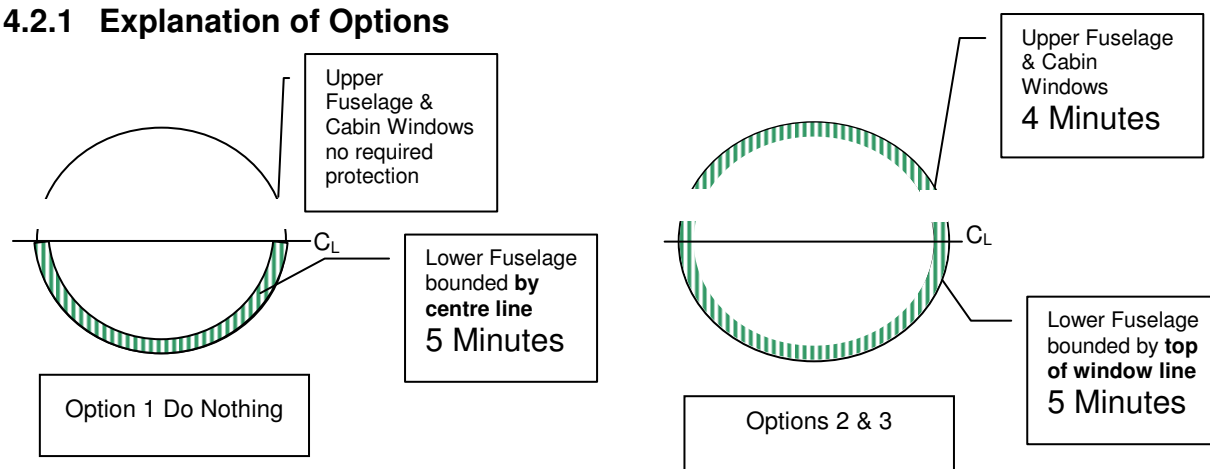 4.2.1 Explanation of Options
Upper
Fuselage &
Cabin Windows
no required
protection
CL
Lower Fuselage
bounded by
centre line
5 Minutes
Option 1 Do Nothing
Upper Fuselage
& Cabin
Windows
4 Minutes
CL
Lower Fuselage
bounded by top
of window line
5 Minutes
Options 2 & 3